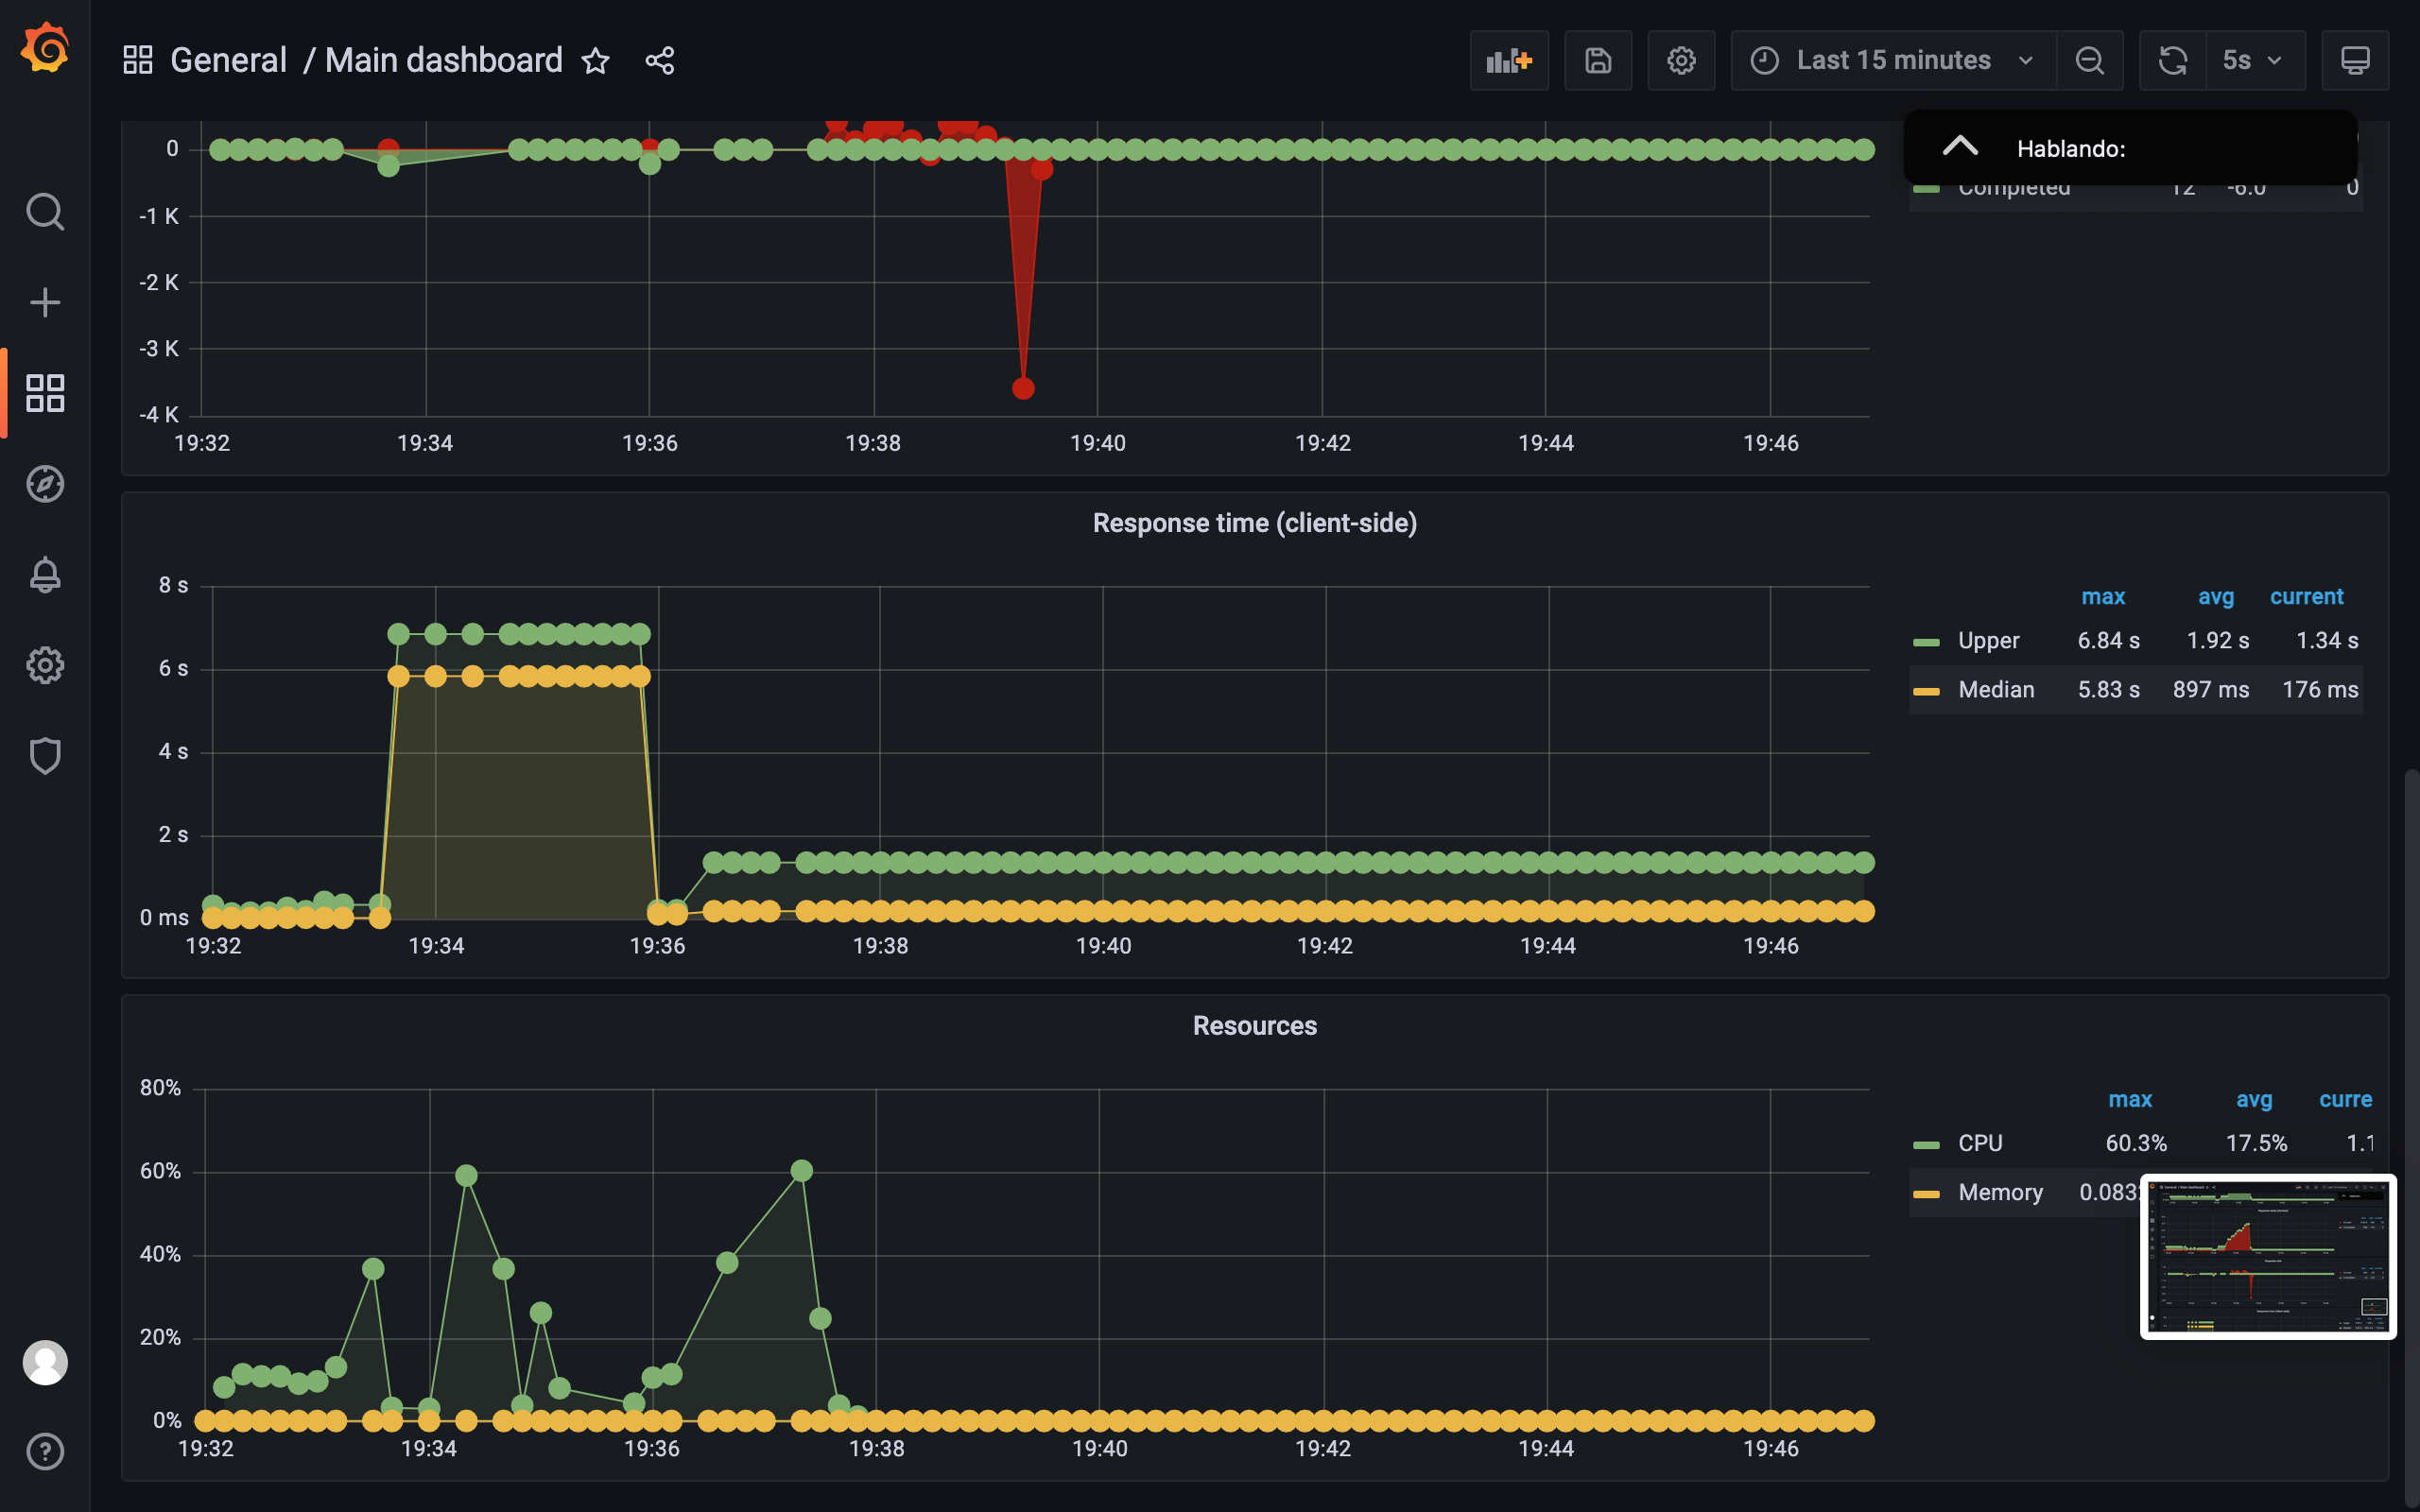 General / Main dashboard
Last 15 minutes
5s
Hablando:
0
-1 K
-2 K
-3 K
-4 K
19:32 19:34 19:36 19:38 19:40 19:42 19:44 19:46
Completed 12 -6.0 0
Response time (client-side)
8 s
6 s
4 s
2 s
0 ms
19:32 19:34 19:36 19:38 19:40 19:42 19:44 19:46
max avg current
Upper 6.84 s 1.92 s 1.34 s
Median 5.83 s 897 ms 176 ms
Resources
80%
60%
40%
20%
0%
19:32 19:34 19:36 19:38 19:40 19:42 19:44 19:46
max avg curre
CPU 60.3% 17.5% 1.1
Memory 0.083